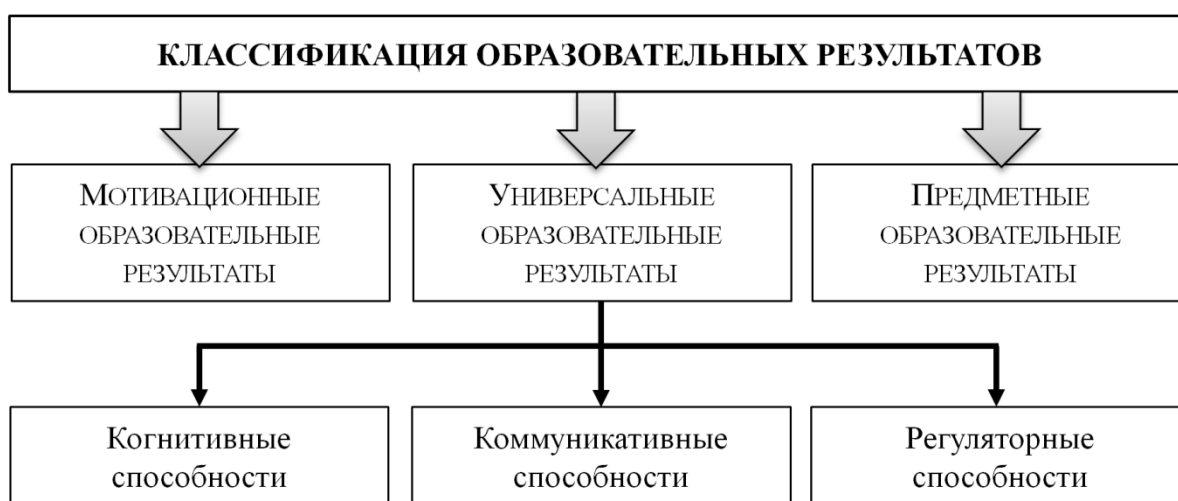 КЛАССИФИКАЦИЯ ОБРАЗОВАТЕЛЬНЫХ РЕЗУЛЬТАТОВ
МОТИВАЦИОННЫЕ
ОБРАЗОВАТЕЛЬНЫЕ
РЕЗУЛЬТАТЫ
УНИВЕРСАЛЬНЫЕ
ОБРАЗОВАТЕЛЬНЫЕ
РЕЗУЛЬТАТЫ
ПРЕДМЕТНЫЕ
ОБРАЗОВАТЕЛЬНЫЕ
РЕЗУЛЬТАТЫ
Когнитивные
способности
Коммуникативные
способности
Регуляторные
способности